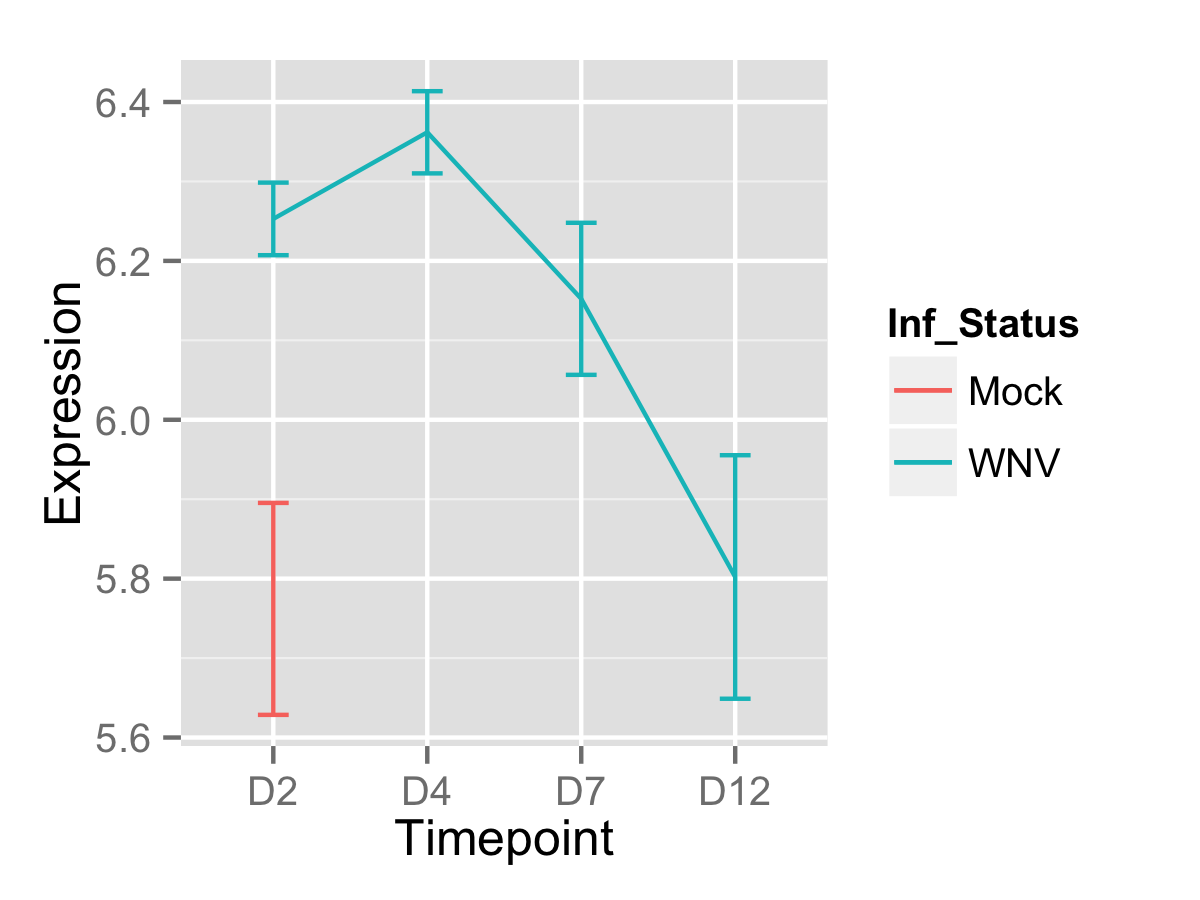 6.4
6.2
6.0
5.8
5.6
Expression
D2 D4 D7 D12
Timepoint
Inf_Status
Mock
WNV